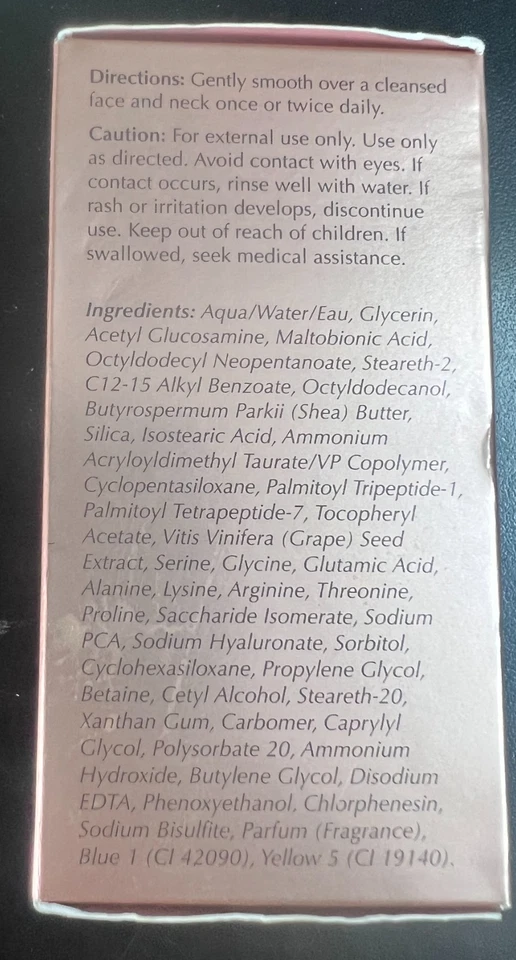 Directions: Gently smooth over a cleansed
face and neck once or twice daily.
Caution: For external use only. Use only
as directed. Avoid contact with eyes. If
contact occurs, rinse well with water. If
rash or irritation develops, discontinue
use. Keep out of reach of children. If
swallowed, seek medical assistance.
Ingredients: Aqua/Water/Eau, Glycerin,
Acetyl Glucosamine, Maltobionic Acid,
Octyldodecyl Neopentanoate, Steareth-2,
C12-15 Alkyl Benzoate, Octyldodecanol,
Butyrospermum Parkii (Shea) Butter,
Silica, Isostearic Acid, Ammonium
Acryloyldimethyl Taurate/VP Copolymer,
Cyclopentasiloxane, Palmitoyl Tripeptide-1,
Palmitoyl Tetrapeptide-7, Tocopheryl
Acetate, Vitis Vinifera (Grape) Seed
Extract, Serine, Glycine, Glutamic Acid,
Alanine, Lysine, Arginine, Threonine,
Proline, Saccharide Isomerate, Sodium
PCA, Sodium Hyaluronate, Sorbitol,
Cyclohexasiloxane, Propylene Glycol,
Betaine, Cetyl Alcohol, Steareth-20,
Xanthan Gum, Carbomer, Caprylyl
Glycol, Polysorbate 20, Ammonium
Hydroxide, Butylene Glycol, Disodium
EDTA, Phenoxyethanol, Chlorphenesin,
Sodium Bisulfite, Parfum (Fragrance),
Blue 1 (CI 42090), Yellow 5 (CI 19140).